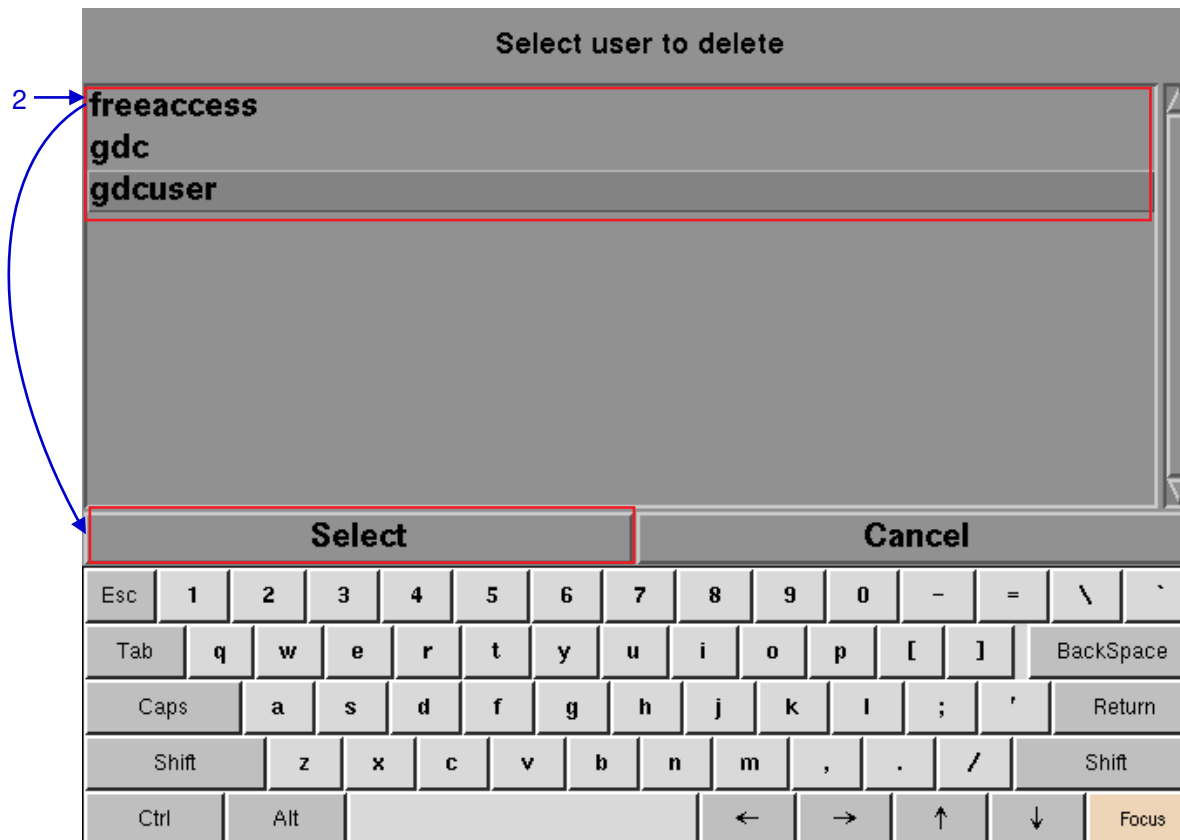 Select user to delete
2
freeaccess
gdc
gdcuser
Select Cancel
Esc 1 2 3 4 5 6 7 8 9 0 - = \ `
Tab q w e r t y u i o p [ ] BackSpace
Caps a s d f g h j k l ; ' Return
Shift z x c v b n m , . / Shift
Ctrl Alt ← → ↑ ↓ Focus